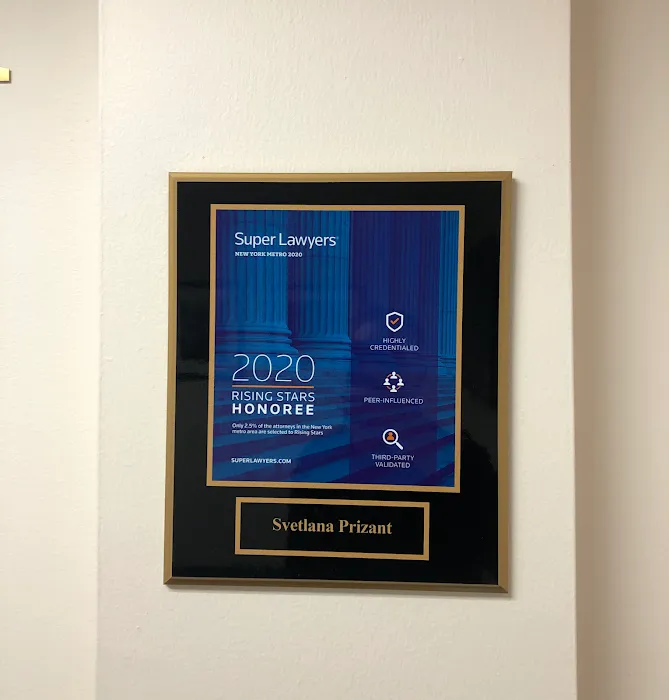 Super Lawyers®
NEW YORK METRO 2020
HIGHLY
CREDENTIALED
2020
RISING STARS
HONOREE
PEER-INFLUENCED
Only 2.5% of the attorneys in the New York
metro area are selected to Rising Stars
THIRD-PARTY
VALIDATED
SUPERLAWYERS.COM
Svetlana Prizant